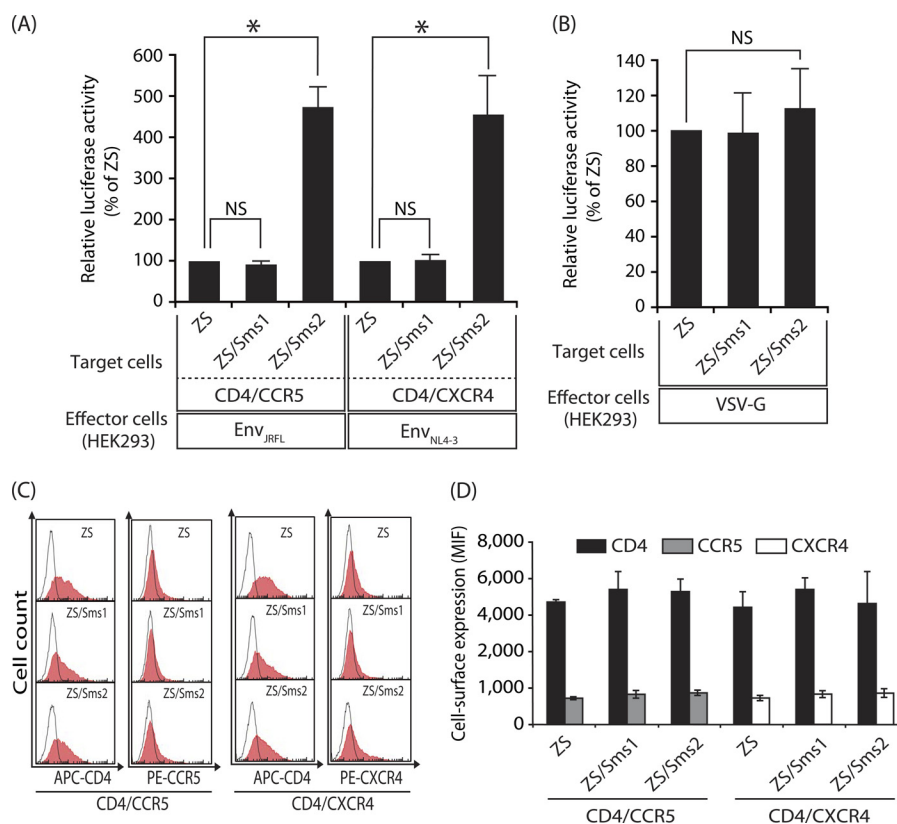 (A)
Relative luciferase activity
(% of ZS)
600
500
400
300
200
100
0
*
*
NS
NS
ZS
ZS/Sms1
ZS/Sms2
ZS
ZS/Sms1
ZS/Sms2
Target cells
CD4/CCR5
CD4/CXCR4
Effector cells
(HEK293)
Env JRFL
Env NL4-3
(B)
Relative luciferase activity
(% of ZS)
140
120
100
80
60
40
20
0
NS
ZS
ZS/Sms1
ZS/Sms2
Target cells
Effector cells
(HEK293)
VSV-G
(C)
Cell count
ZS
ZS
ZS
ZS
ZS/Sms1
ZS/Sms1
ZS/Sms1
ZS/Sms1
ZS/Sms2
ZS/Sms2
ZS/Sms2
ZS/Sms2
APC-CD4
PE-CCR5
APC-CD4
PE-CXCR4
CD4/CCR5
CD4/CXCR4
(D)
Cell-surface expression (MIF)
8,000
6,000
4,000
2,000
1,000
0
CD4
CCR5
CXCR4
ZS
ZS/Sms1
ZS/Sms2
ZS
ZS/Sms1
ZS/Sms2
CD4/CCR5
CD4/CXCR4